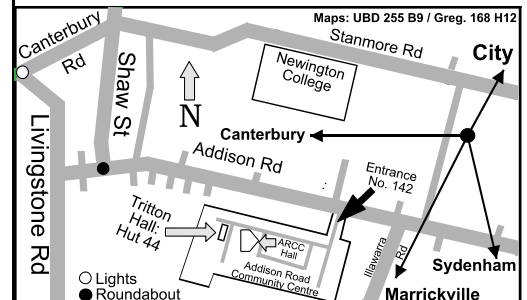 Maps: UBD 255 B9 / Greg. 168 H12
Canterbury
Rd
Stanmore Rd
City
Shaw St
Newington
College
N
Canterbury
Livingstone Rd
Addison Rd
Entrance
No. 142
:
Tritton
Hall:
Hut 44
ARCC
Hall
Addison Road
Community Centre
Illawarra
Rd
Sydenham
Lights
Roundabout
Marrickville